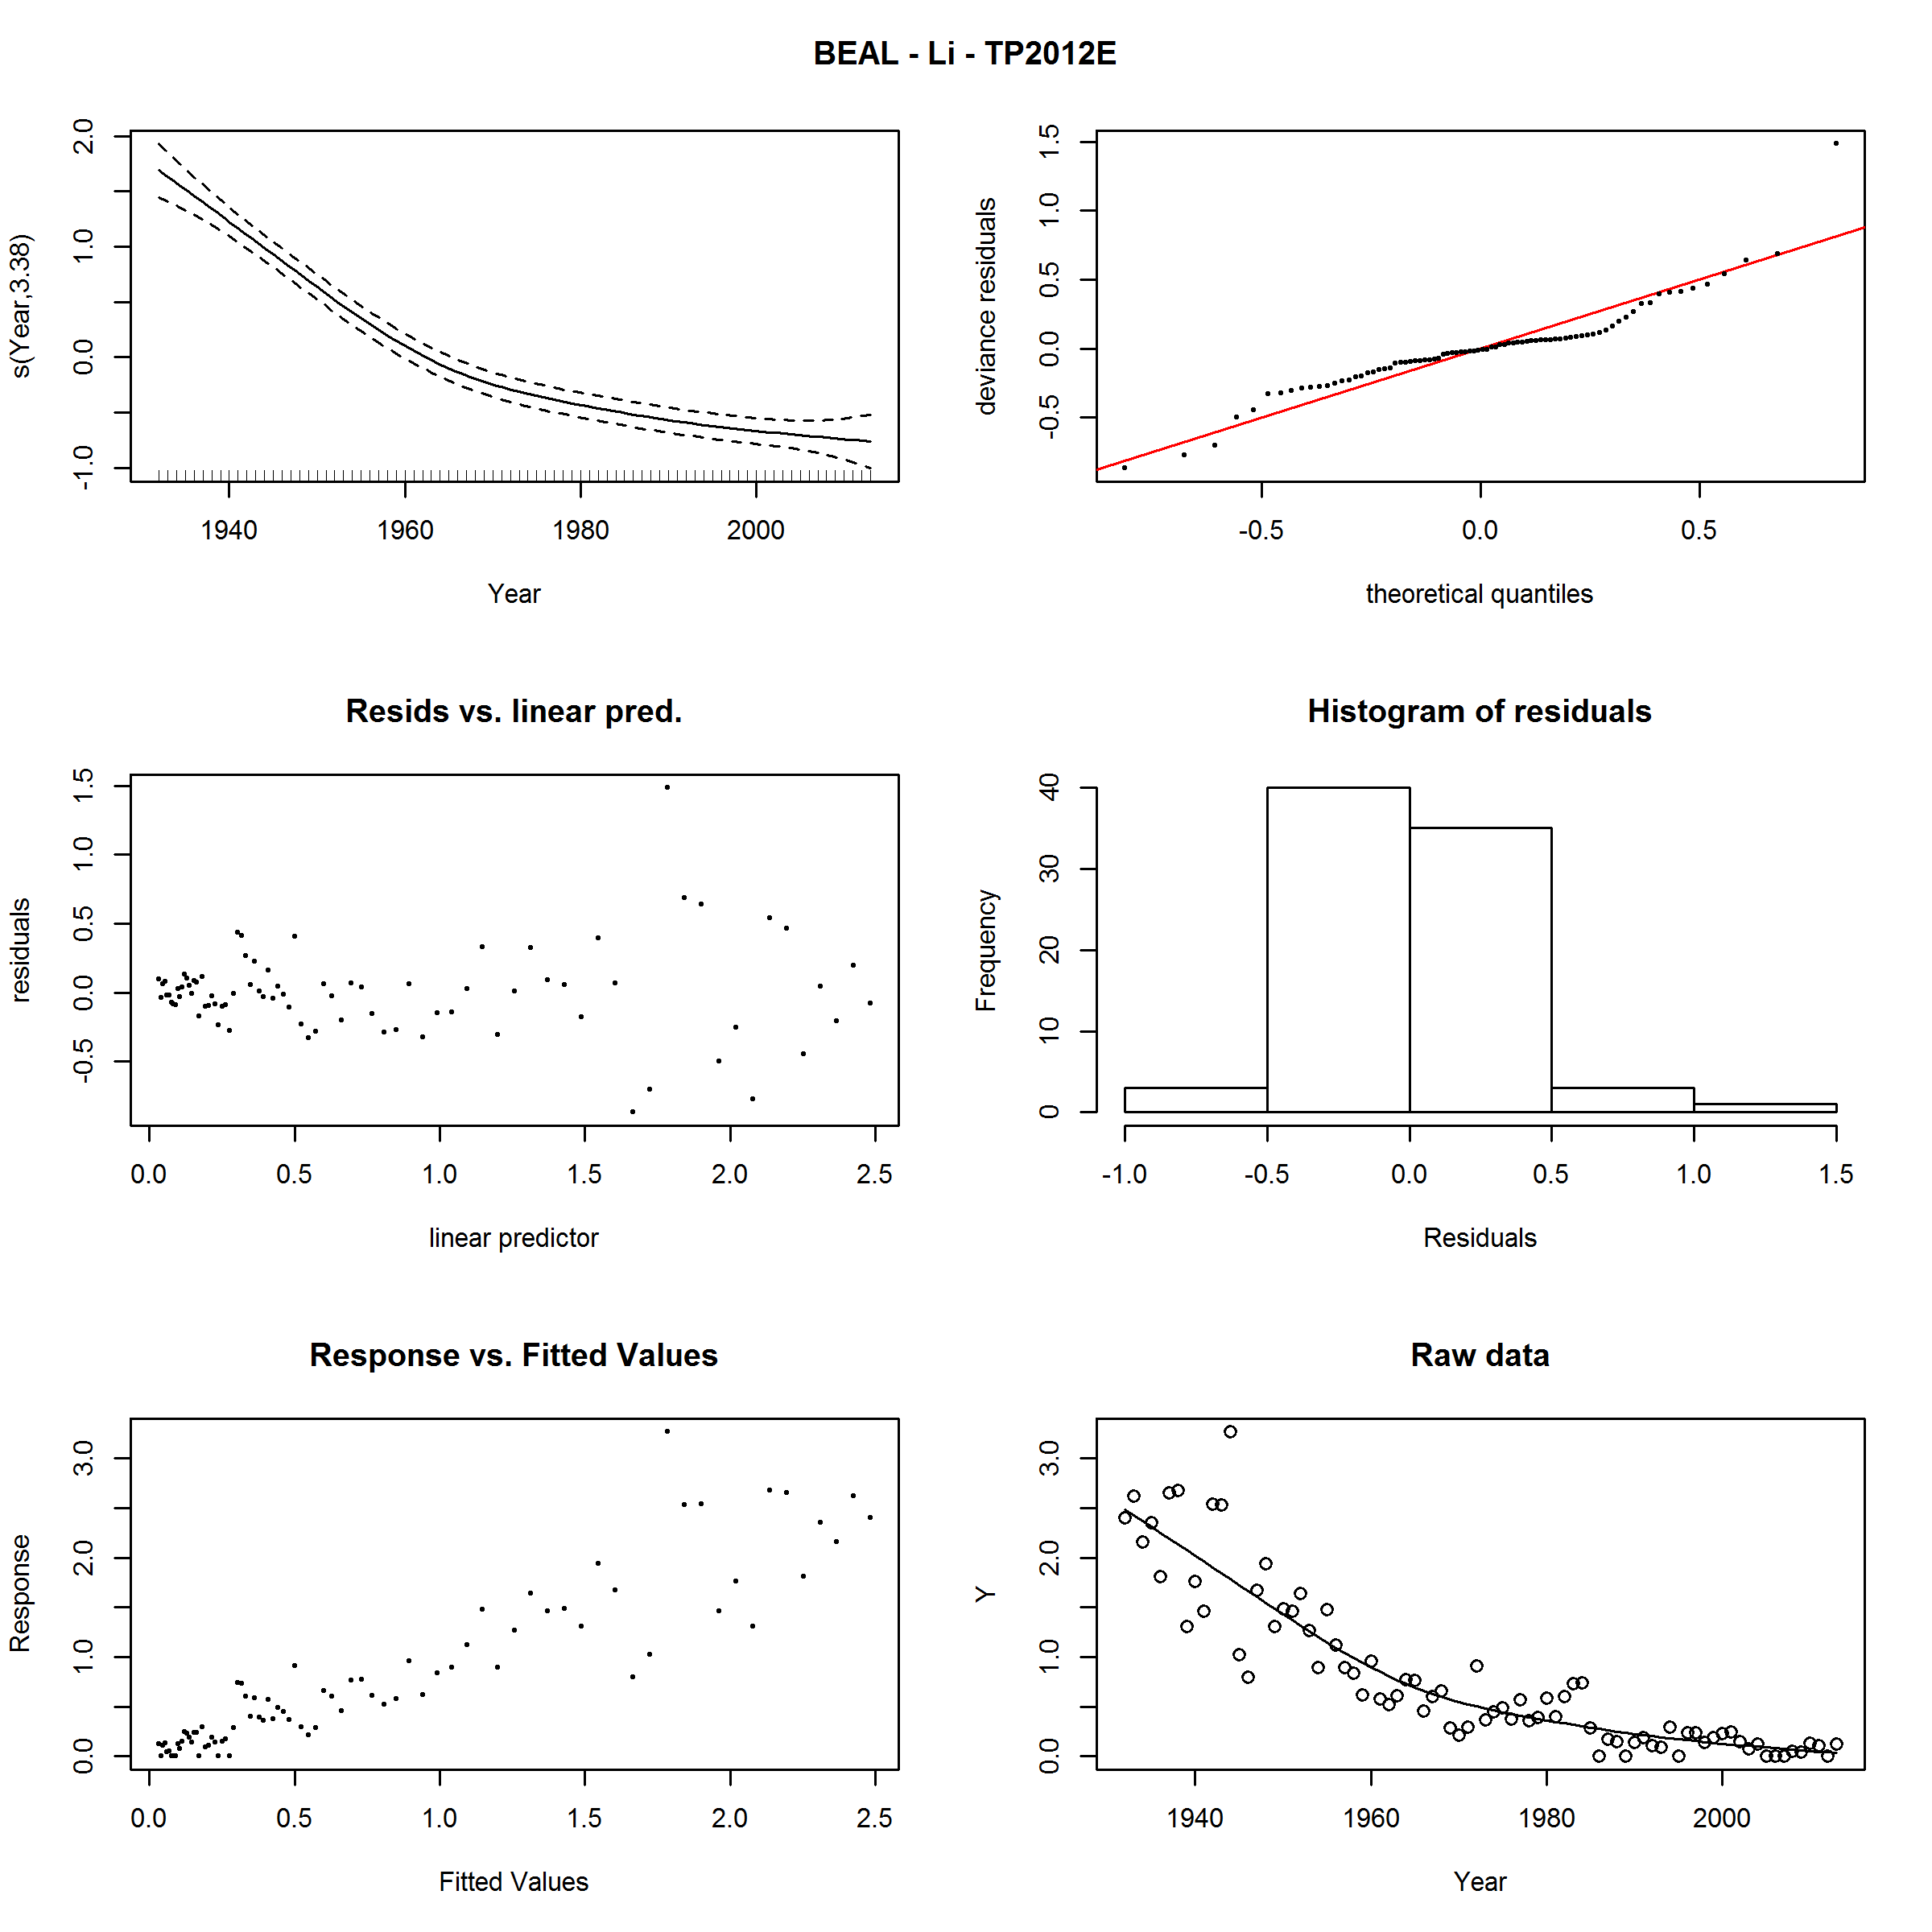 BEAL - Li - TP2012E
s(Year,3.38)
-1.0 0.0 1.0 2.0
1940 1960 1980 2000
Year
deviance residuals
-0.5 0.0 0.5 1.0 1.5
-0.5 0.0 0.5
theoretical quantiles
Resids vs. linear pred.
residuals
-0.5 0.0 0.5 1.0 1.5
0.0 0.5 1.0 1.5 2.0 2.5
linear predictor
Histogram of residuals
Frequency
0 10 20 30 40
-1.0 -0.5 0.0 0.5 1.0 1.5
Residuals
Response vs. Fitted Values
Response
0.0 1.0 2.0 3.0
0.0 0.5 1.0 1.5 2.0 2.5
Fitted Values
Raw data
Y
0.0 1.0 2.0 3.0
1940 1960 1980 2000
Year